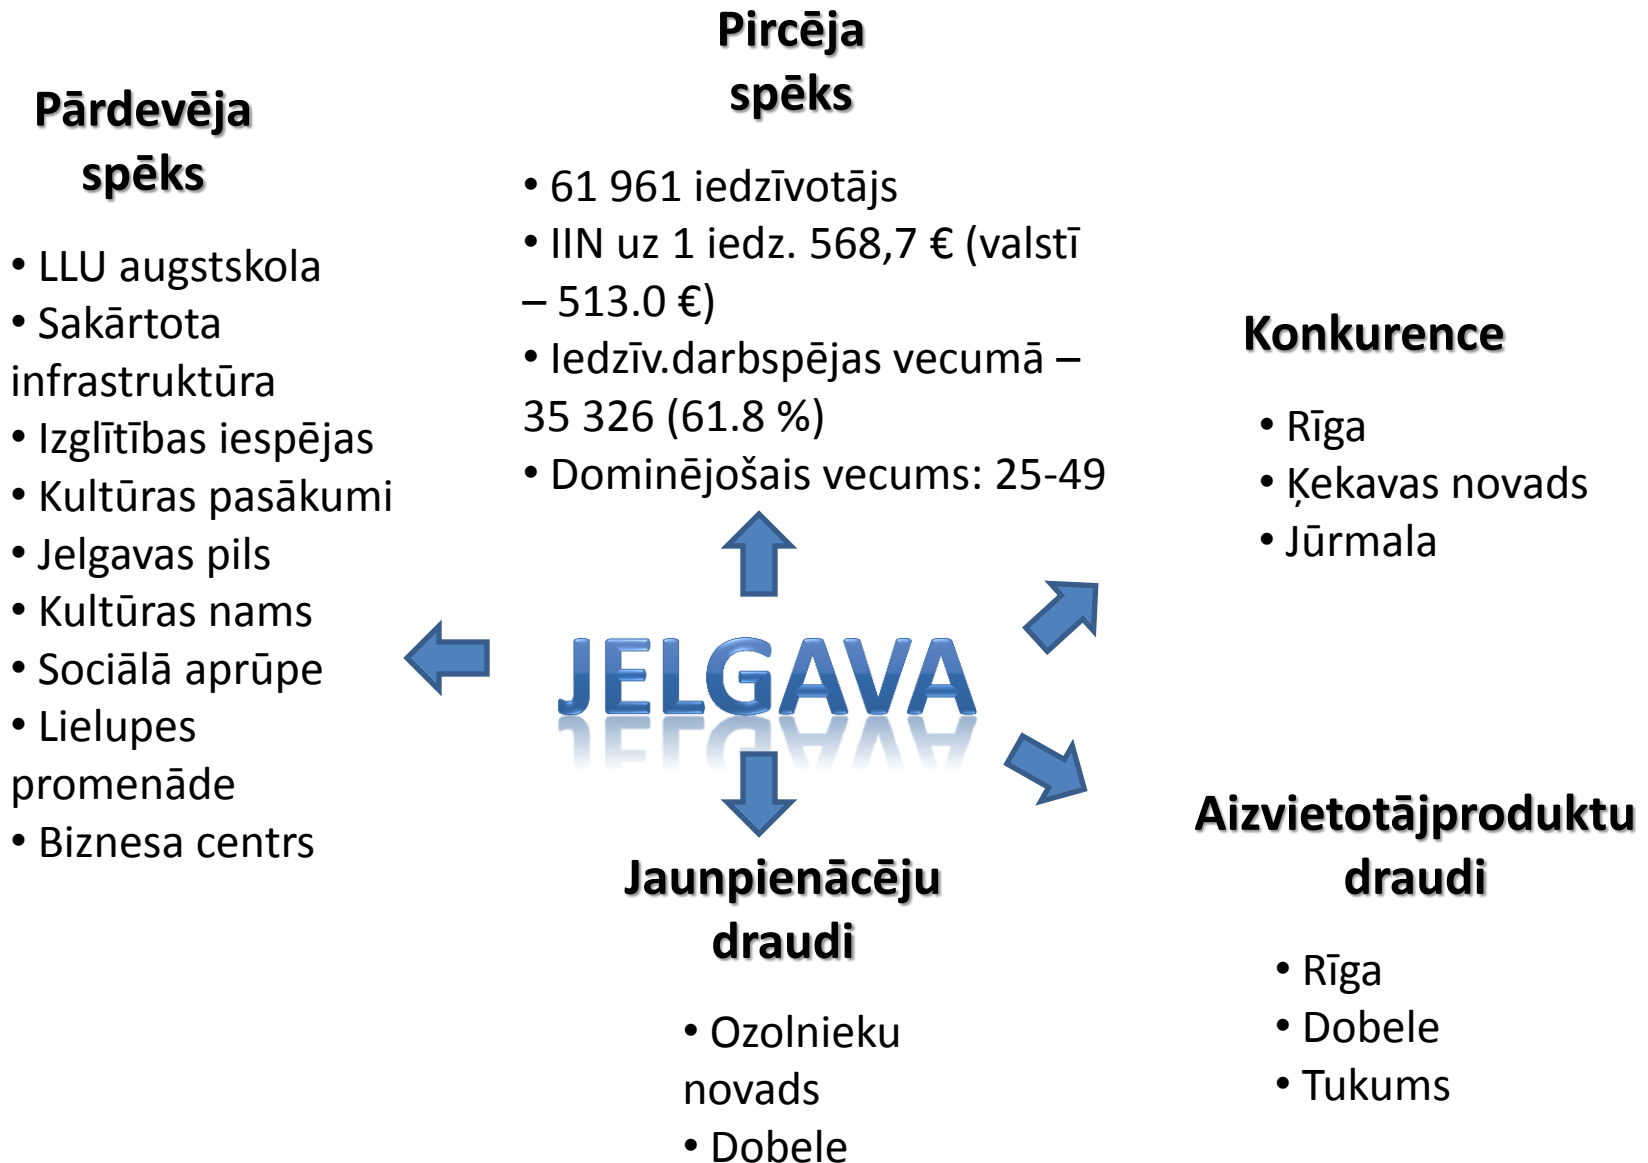 Pircēja
spēks
Pārdevēja
spēks
• LLU augstskola
• Sakārtota
infrastruktūra
• Izglītības iespējas
• Kultūras pasākumi
• Jelgavas pils
• Kultūras nams
• Sociālā aprūpe
• Lielupes
promenāde
• Biznesa centrs
• 61 961 iedzīvotājs
• IIN uz 1 iedz. 568,7 € (valstī
– 513.0 €)
• Iedzīv.darbspējas vecumā –
35 326 (61.8 %)
• Dominējošais vecums: 25-49
Konkurence
• Rīga
• Ķekavas novads
• Jūrmala
JELGAVA
Jaunpienācēju
draudi
• Ozolnieku
novads
• Dobele
Aizvietotājproduktu
draudi
• Rīga
• Dobele
• Tukums